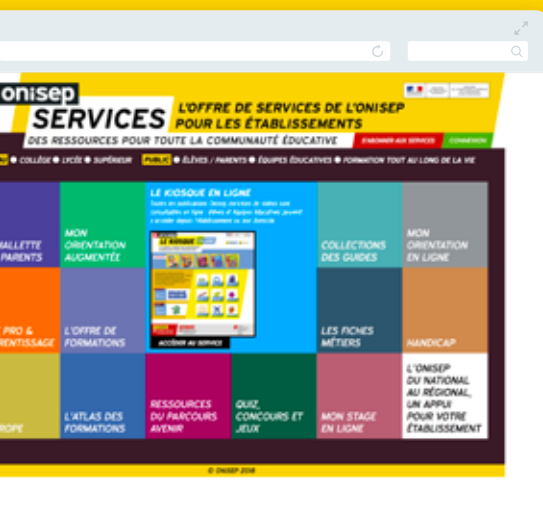 onisep
SERVICES
L'OFFRE DE SERVICES DE L'ONISEP
POUR LES ÉTABLISSEMENTS
DES RESSOURCES POUR TOUTE LA COMMUNAUTÉ ÉDUCATIVE
S'ABONNER AUX SERVICES
CONNEXION
COLLÈGE LYCÉE SUPÉRIEUR PUBLIC ÉLÈVES / PARENTS ÉQUIPES ÉDUCATIVES FORMATION TOUT AU LONG DE LA VIE
MALLETTE
PARENTS
MON
ORIENTATION
AUGMENTÉE
LE KIOSQUE EN LIGNE
LE KIOSQUE
ACCÉDER AU SERVICE
COLLECTIONS
DES GUIDES
MON
ORIENTATION
EN LIGNE
PRO &
L'OFFRE DE
FORMATIONS
LES FICHES
MÉTIERS
HANDICAP
L'ATLAS DES
FORMATIONS
RESSOURCES
DU PARCOURS
AVENIR
QUIZ,
CONCOURS ET
JEUX
MON STAGE
EN LIGNE
L'ONISEP
DU NATIONAL
AU RÉGIONAL,
UN APPUI
POUR VOTRE
ÉTABLISSEMENT
© ONISEP 2018